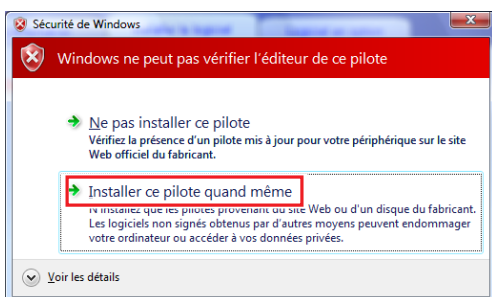 Sécurité de Windows
Windows ne peut pas vérifier l'éditeur de ce pilote
Ne pas installer ce pilote
Vérifiez la présence d'un pilote mis à jour pour votre périphérique sur le site
Web officiel du fabricant.
Installer ce pilote quand même
N'installez que les pilotes provenant du site Web ou d'un disque du fabricant.
Les logiciels non signés obtenus par d'autres moyens peuvent endommager
votre ordinateur ou accéder à vos données privées.
Voir les détails